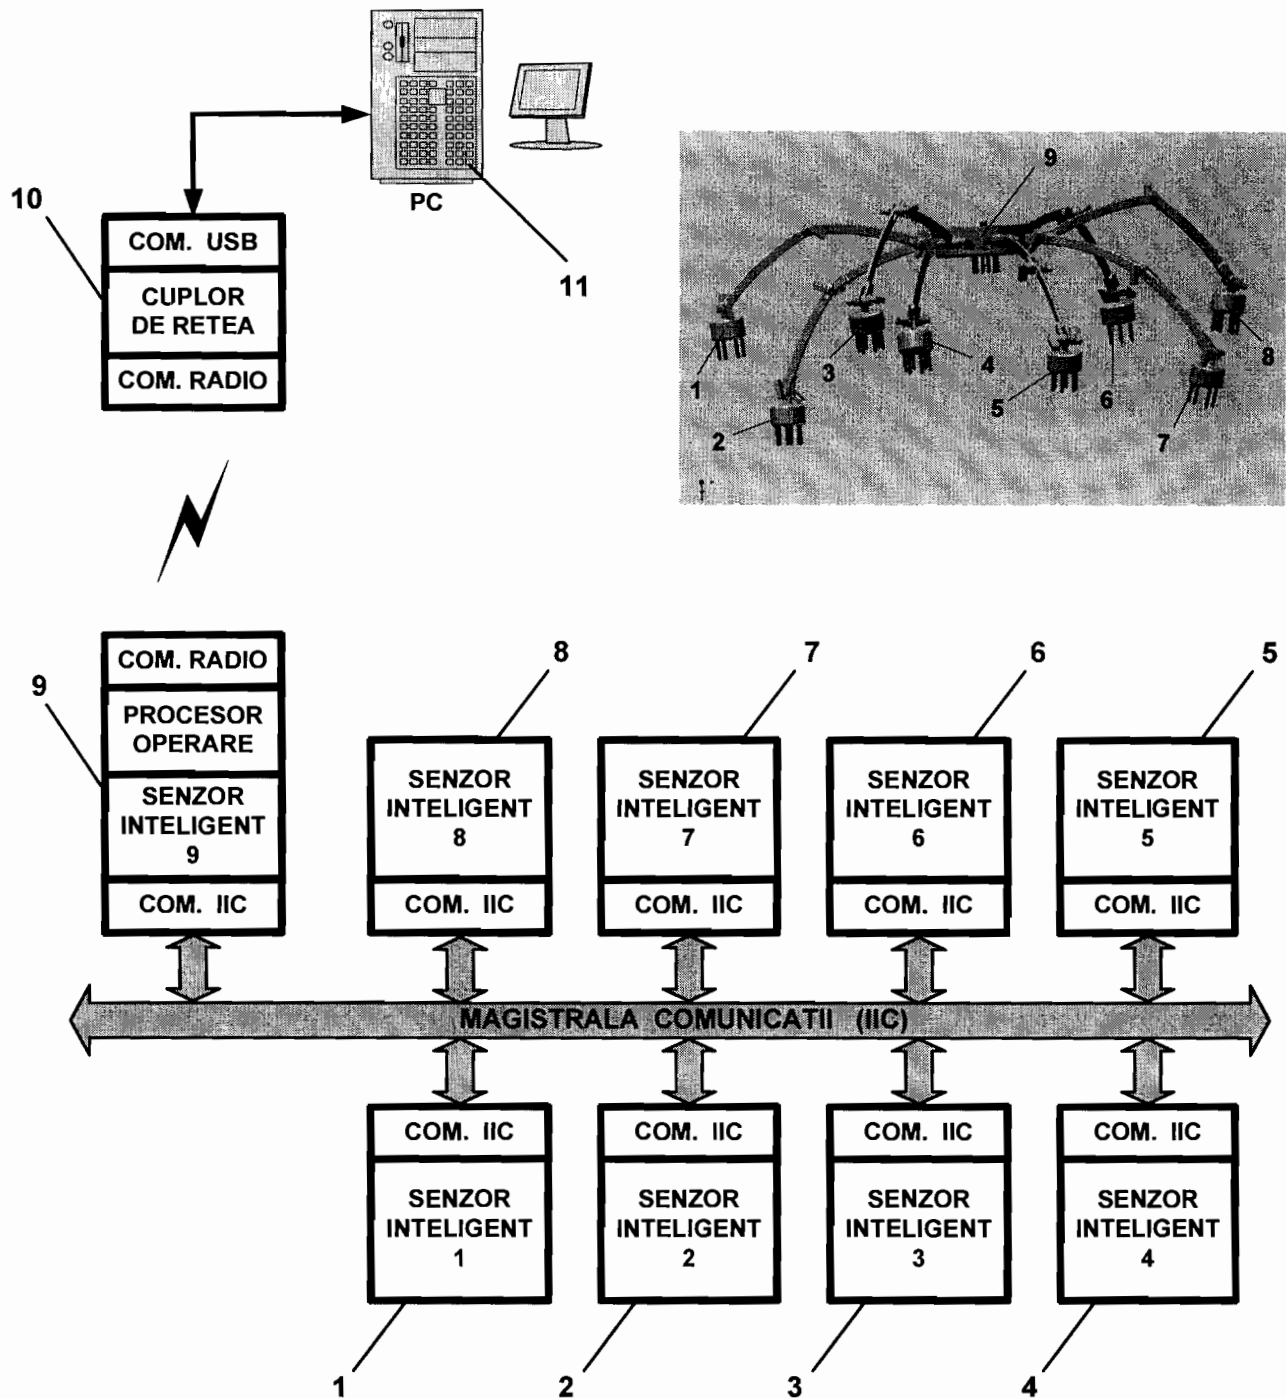 PC
10
COM. USB
CUPLOR
DE RETEA
COM. RADIO
11
9
1
2
3
4
5
6
7
8
COM. RADIO
PROCESOR
OPERARE
SENZOR
INTELIGENT
9
COM. IIC
9
8
SENZOR
INTELIGENT
8
COM. IIC
7
SENZOR
INTELIGENT
7
COM. IIC
6
SENZOR
INTELIGENT
6
COM. IIC
5
SENZOR
INTELIGENT
5
COM. IIC
MAGISTRALA COMUNICATII (IIC)
COM. IIC
SENZOR
INTELIGENT
1
1
COM. IIC
SENZOR
INTELIGENT
2
2
COM. IIC
SENZOR
INTELIGENT
3
3
COM. IIC
SENZOR
INTELIGENT
4
4